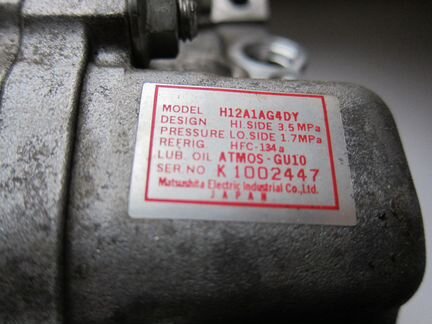 MODEL H12A1AG4DY
DESIGN HI.SIDE 3.5 MPa
PRESSURE LO.SIDE 1.7MPa
REFRIG. HFC-134a
LUB. OIL ATMOS-GU10
SER.NO K1002447
Matsushita Electric Industrial Co.,Ltd.
JAPAN